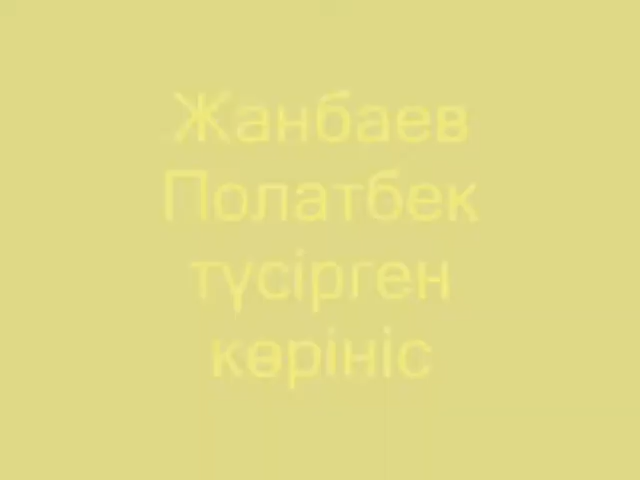 Жанбаев
Полатбек
түсірген
көрініс